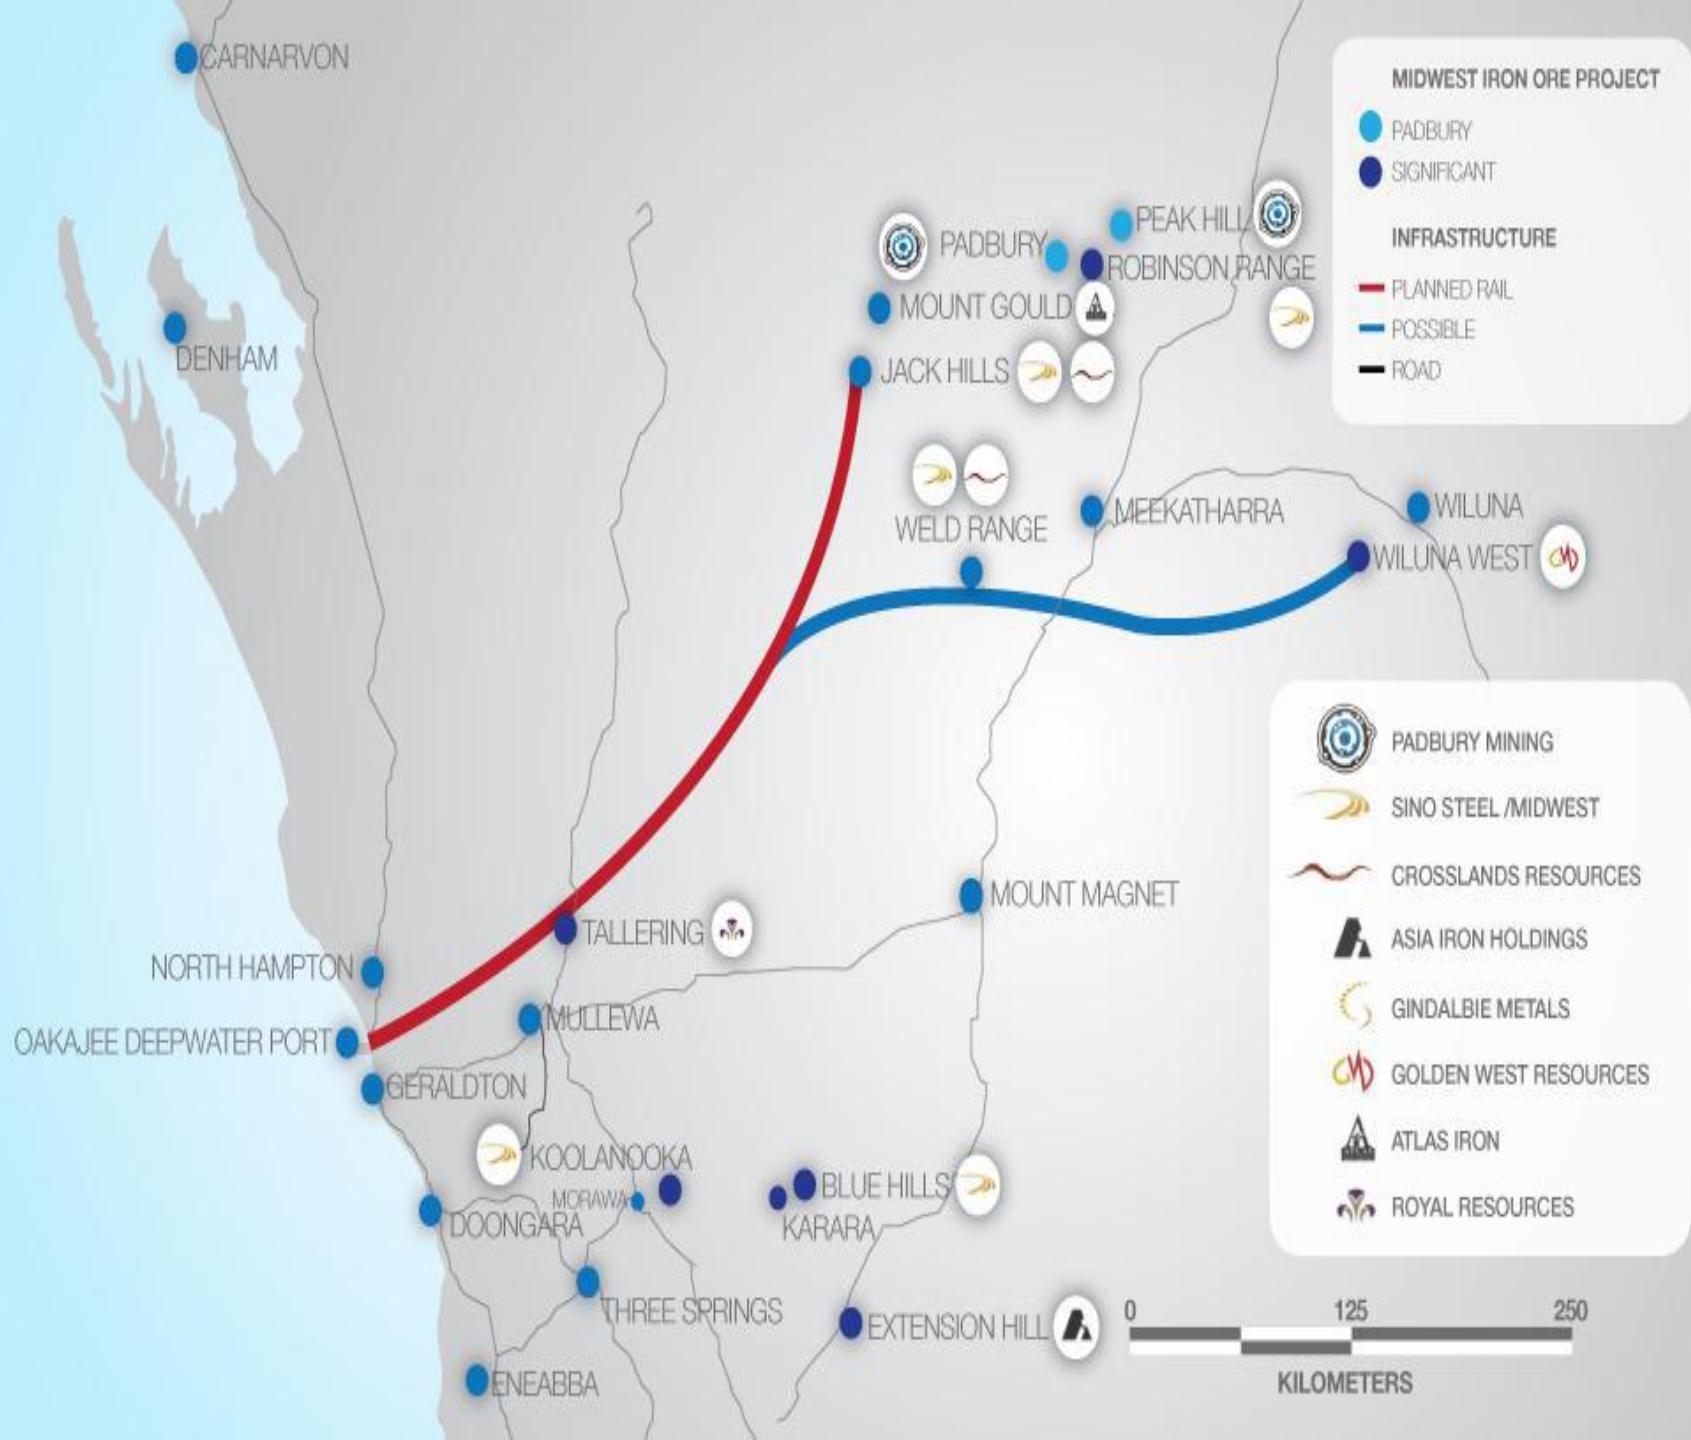 CARNARVON
MIDWEST IRON ORE PROJECT
PADBURY
SIGNIFICANT
INFRASTRUCTURE
PLANNED RAIL
POSSIBLE
ROAD
PEAK HILL
PADBURY
ROBINSON RANGE
MOUNT GOULD
DENHAM
JACK HILLS
WELD RANGE
MEEKATHARRA
WILUNA
WILUNA WEST
PADBURY MINING
SINO STEEL /MIDWEST
CROSSLANDS RESOURCES
ASIA IRON HOLDINGS
GINDALBIE METALS
GOLDEN WEST RESOURCES
ATLAS IRON
ROYAL RESOURCES
MOUNT MAGNET
TALLERING
NORTH HAMPTON
MULLEWA
OAKAJEE DEEPWATER PORT
GERALDTON
KOOLANOOKA
MORAWA
BLUE HILLS
KARARA
DOONGARA
THREE SPRINGS
EXTENSION HILL
ENEABBA
0 125 250
KILOMETERS